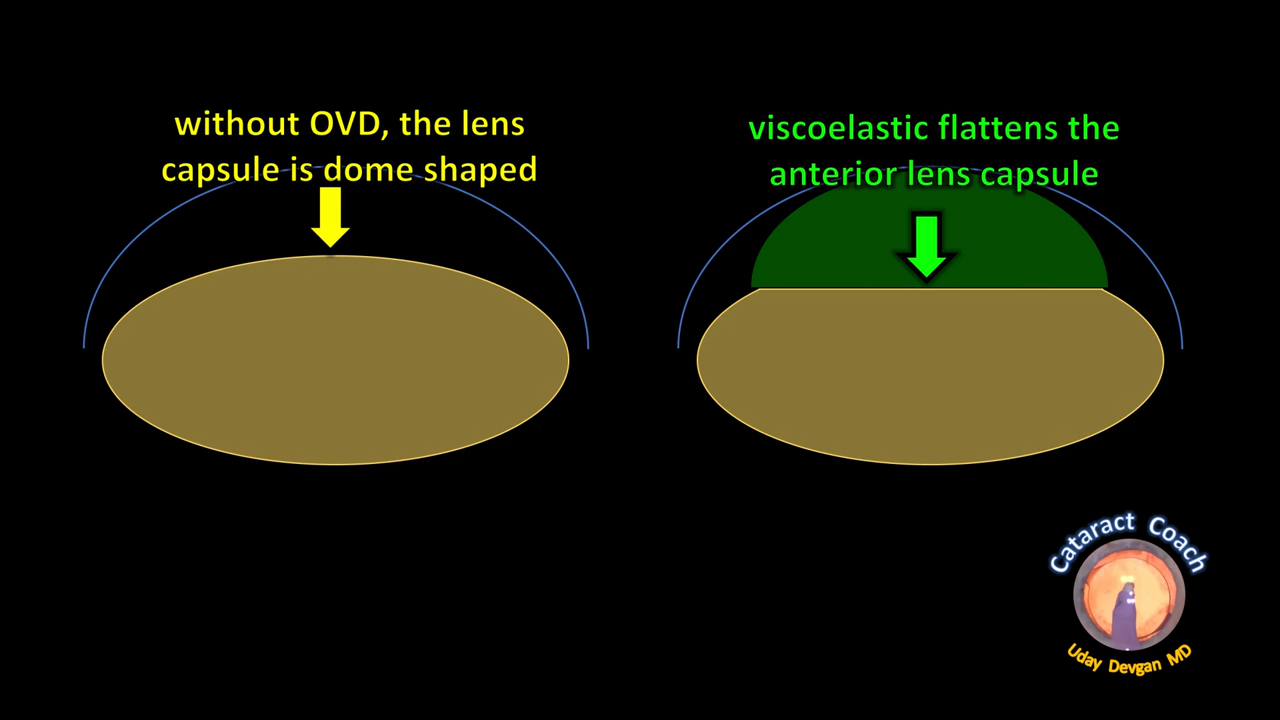 without OVD, the lens
capsule is dome shaped
viscoelastic flattens the
anterior lens capsule
Cataract Coach
Uday Devgan MD